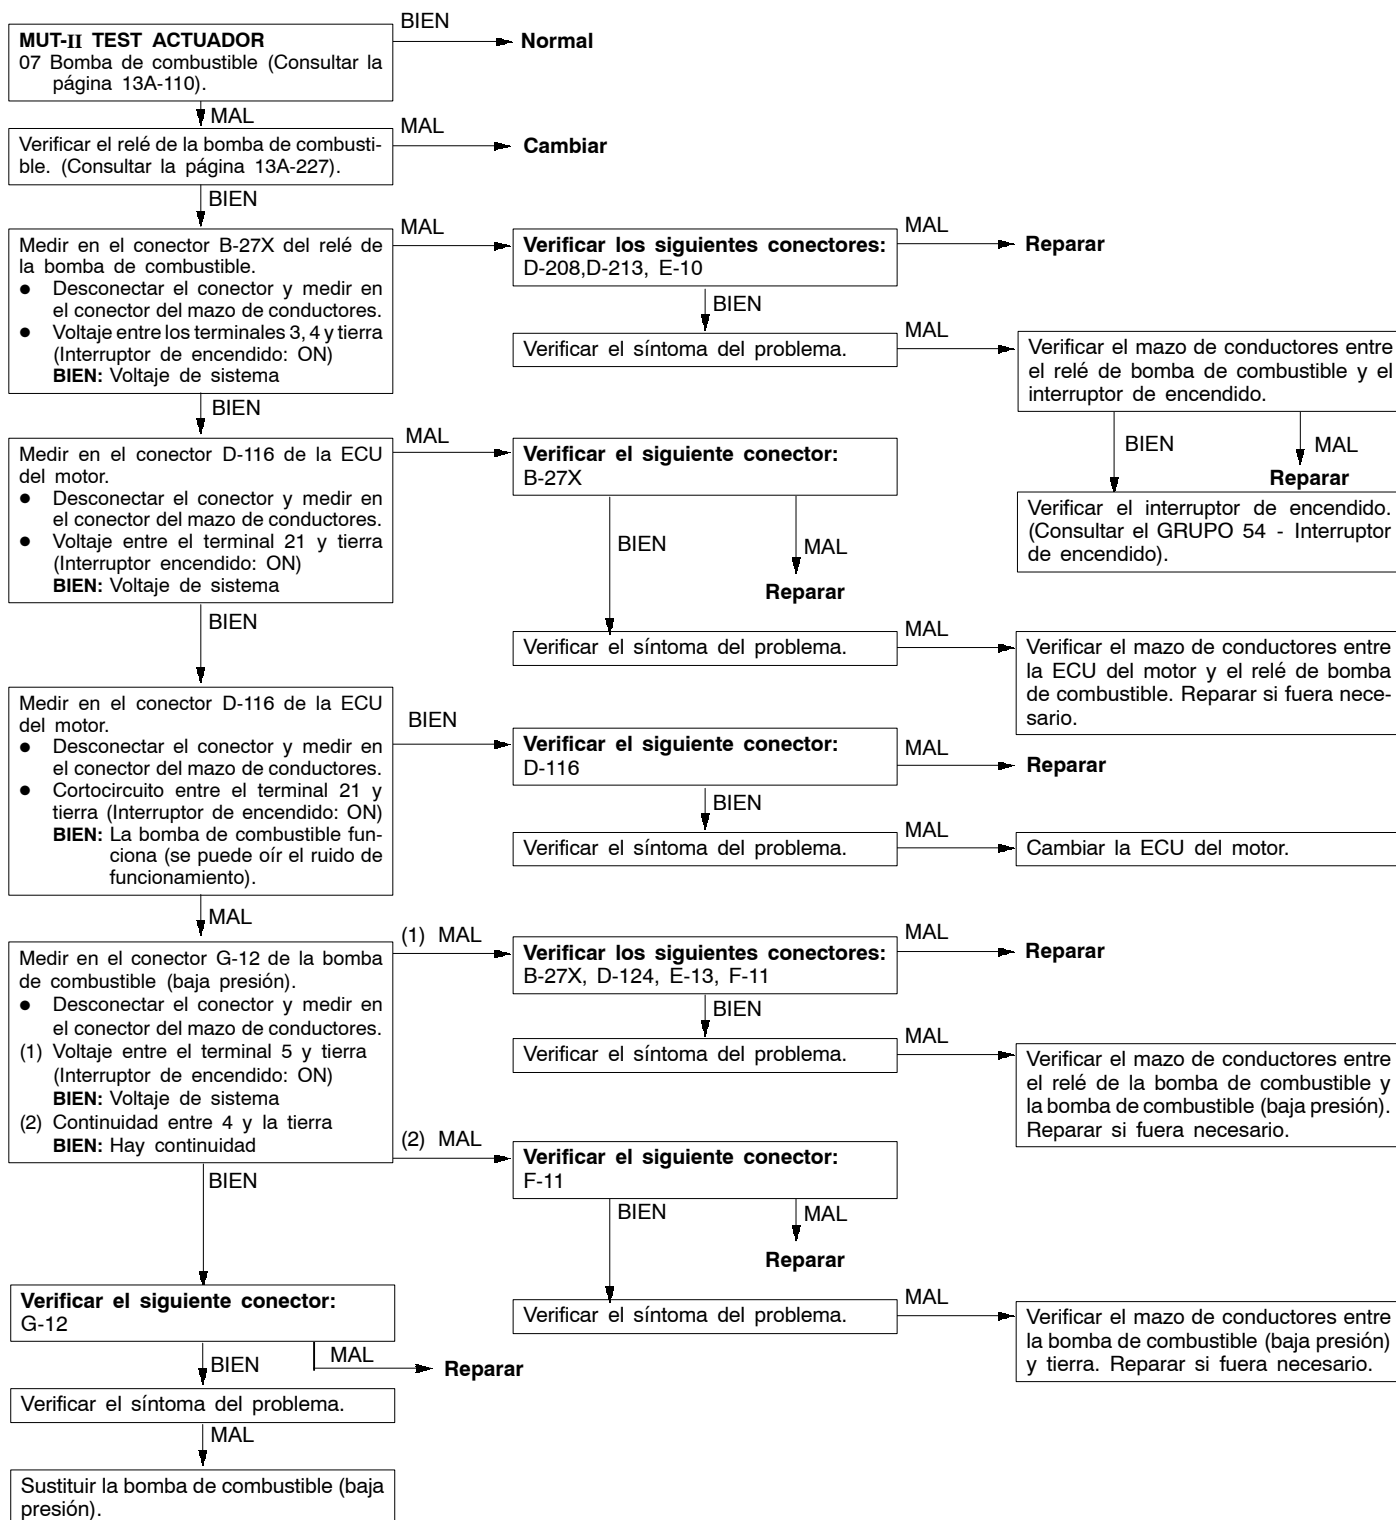 MUT-II TEST ACTUADOR
07 Bomba de combustible (Consultar la
página 13A-110).
BIEN
Normal
MAL
Verificar el relé de la bomba de combusti-
ble. (Consultar la página 13A-227).
MAL
Cambiar
BIEN
Medir en el conector B-27X del relé de
la bomba de combustible.
● Desconectar el conector y medir en
el conector del mazo de conductores.
● Voltaje entre los terminales 3, 4 y tierra
(Interruptor de encendido: ON)
BIEN: Voltaje de sistema
MAL
Verificar los siguientes conectores:
D-208,D-213, E-10
MAL
Reparar
BIEN
Verificar el síntoma del problema.
MAL
Verificar el mazo de conductores entre
el relé de bomba de combustible y el
interruptor de encendido.
BIEN
MAL
Reparar
Verificar el interruptor de encendido.
(Consultar el GRUPO 54 - Interruptor
de encendido).
BIEN
Medir en el conector D-116 de la ECU
del motor.
● Desconectar el conector y medir en
el conector del mazo de conductores.
● Voltaje entre el terminal 21 y tierra
(Interruptor encendido: ON)
BIEN: Voltaje de sistema
MAL
Verificar el siguiente conector:
B-27X
BIEN
MAL
Reparar
Verificar el síntoma del problema.
MAL
Verificar el mazo de conductores entre
la ECU del motor y el relé de bomba
de combustible. Reparar si fuera nece-
sario.
BIEN
Medir en el conector D-116 de la ECU
del motor.
● Desconectar el conector y medir en
el conector del mazo de conductores.
● Cortocircuito entre el terminal 21 y
tierra (Interruptor de encendido: ON)
BIEN: La bomba de combustible fun-
ciona (se puede oír el ruido de
funcionamiento).
BIEN
Verificar el siguiente conector:
D-116
MAL
Reparar
BIEN
Verificar el síntoma del problema.
MAL
Cambiar la ECU del motor.
MAL
Medir en el conector G-12 de la bomba
de combustible (baja presión).
● Desconectar el conector y medir en
el conector del mazo de conductores.
(1) Voltaje entre el terminal 5 y tierra
(Interruptor de encendido: ON)
BIEN: Voltaje de sistema
(2) Continuidad entre 4 y la tierra
BIEN: Hay continuidad
(1) MAL
Verificar los siguientes conectores:
B-27X, D-124, E-13, F-11
MAL
Reparar
BIEN
Verificar el síntoma del problema.
MAL
Verificar el mazo de conductores entre
el relé de la bomba de combustible y
la bomba de combustible (baja presión).
Reparar si fuera necesario.
(2) MAL
Verificar el siguiente conector:
F-11
BIEN
MAL
Reparar
Verificar el síntoma del problema.
MAL
Verificar el mazo de conductores entre
la bomba de combustible (baja presión)
y tierra. Reparar si fuera necesario.
BIEN
Verificar el siguiente conector:
G-12
MAL
Reparar
BIEN
Verificar el síntoma del problema.
MAL
Sustituir la bomba de combustible (baja
presión).